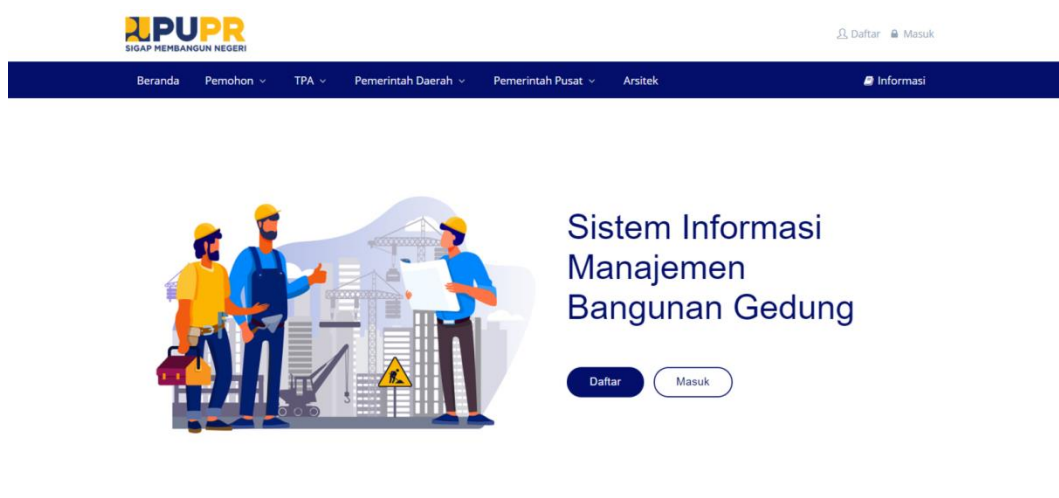 PUPR
SIGAP MEMBANGUN NEGERI
Daftar Masuk
Beranda Pemohon TPA Pemerintah Daerah Pemerintah Pusat Arsitek Informasi
Sistem Informasi
Manajemen
Bangunan Gedung
Daftar Masuk